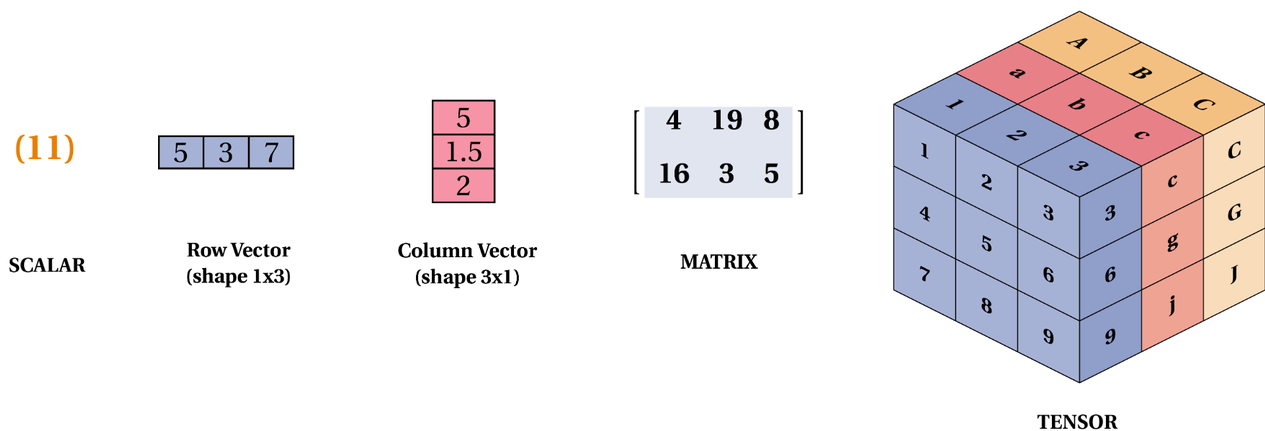 (11)
SCALAR
5 3 7
Row Vector
(shape 1x3)
5
1.5
2
Column Vector
(shape 3x1)
4 19 8
16 3 5
MATRIX
A B C
a b c
1 2 3
1 2 3
4 5 6
7 8 9
3 c C
6 g G
9 j J
TENSOR